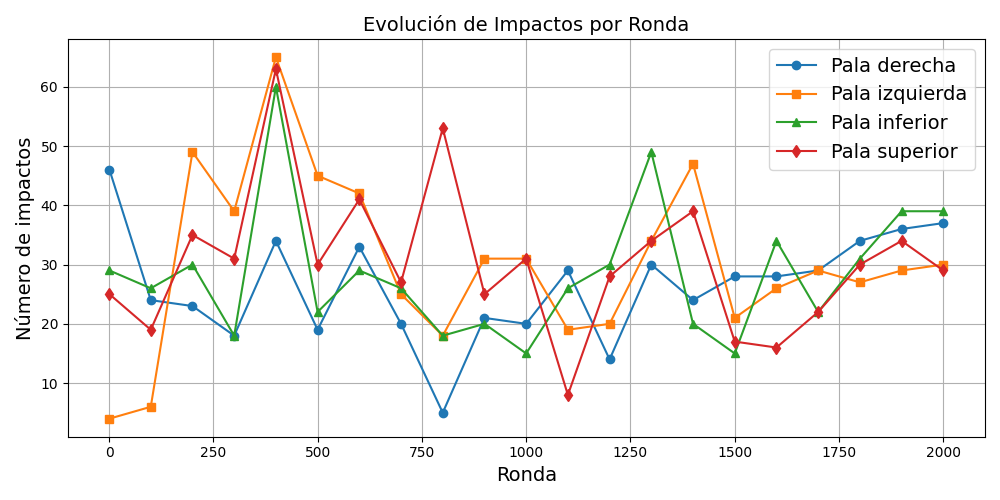 Evolución de Impactos por Ronda
Pala derecha
Pala izquierda
Pala inferior
Pala superior
Número de impactos
60
50
40
30
20
10
0 250 500 750 1000 1250 1500 1750 2000
Ronda